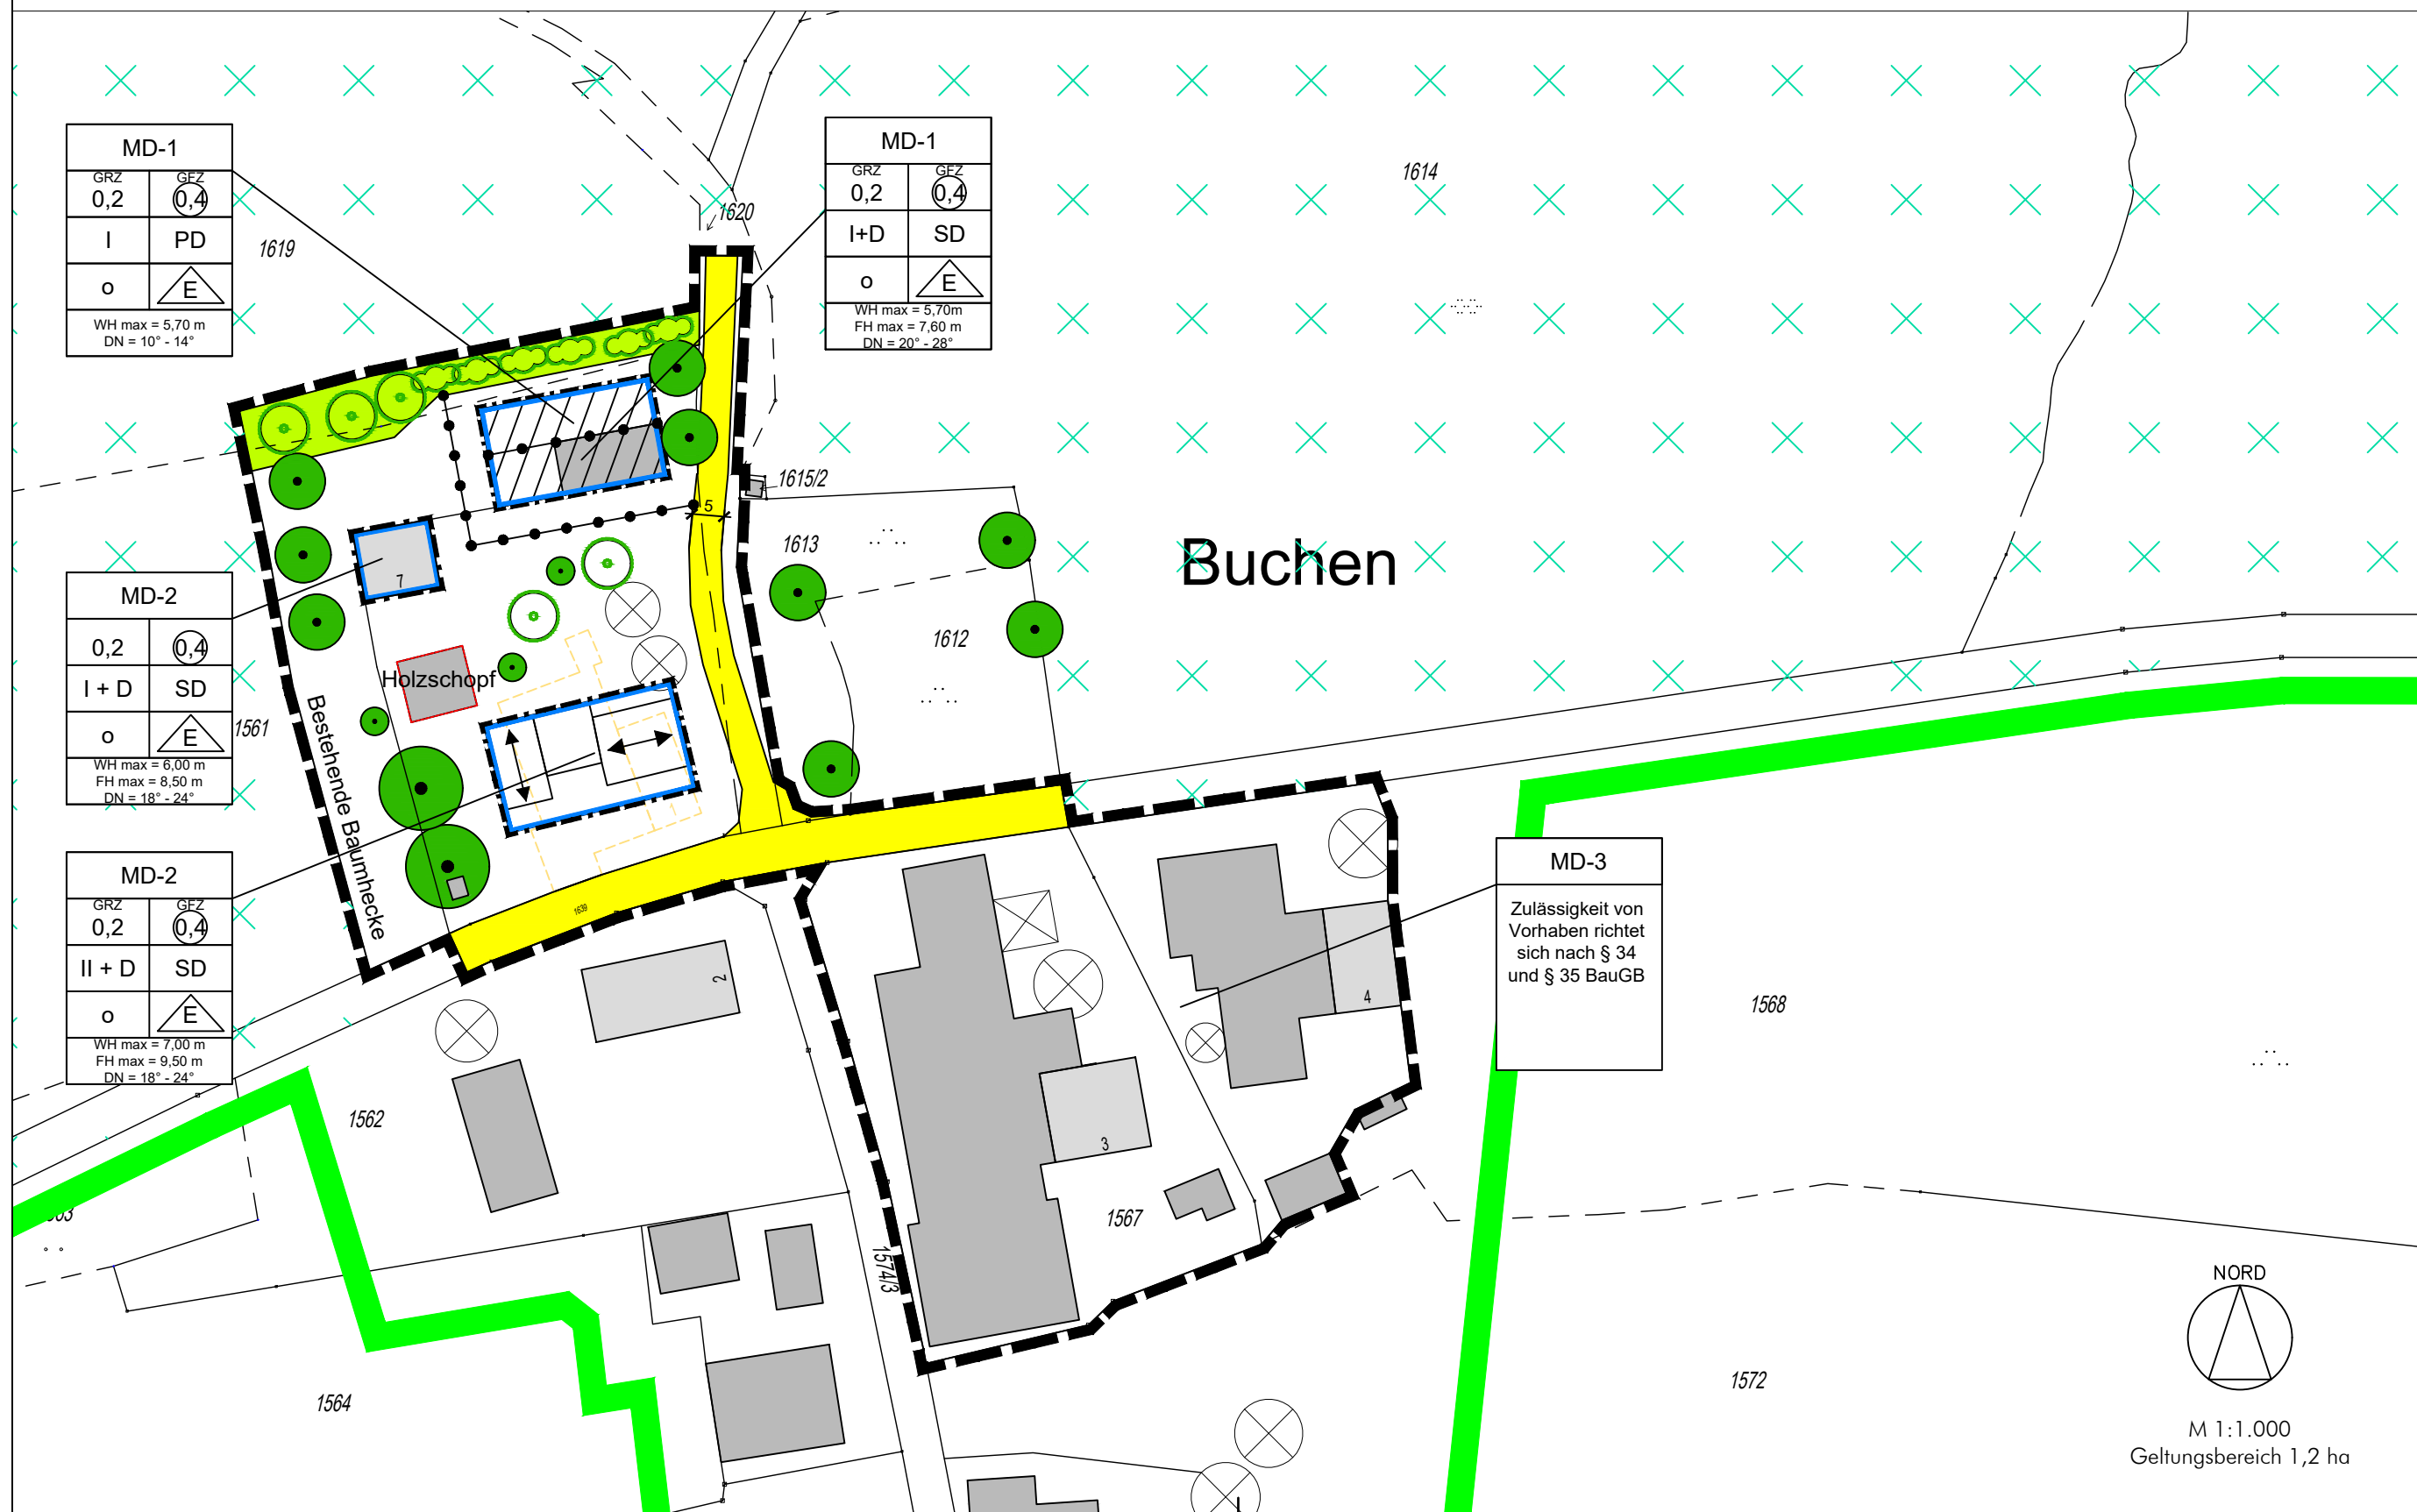 MD-1
GRZ GFZ
0,2 0,4
I PD
o E
WH max = 5,70 m
DN = 10° - 14°
MD-1
GRZ GFZ
0,2 0,4
I+D SD
o E
WH max = 5,70m
FH max = 7,60 m
DN = 20° - 28°
1614
1620
1619
1615/2
5
1613
Buchen
7
1612
MD-2
0,2 0,4
I + D SD
o E
WH max = 6,00 m
FH max = 8,50 m
DN = 18° - 24°
Holzschopf
1561
Bestehende Baumhecke
MD-2
GRZ GFZ
0,2 0,4
II + D SD
o E
WH max = 7,00 m
FH max = 9,50 m
DN = 18° - 24°
1639
MD-3
Zulässigkeit von
Vorhaben richtet
sich nach § 34
und § 35 BauGB
2
4
1568
1562
3
1567
1574/3
1564
1572
NORD
M 1:1.000
Geltungsbereich 1,2 ha